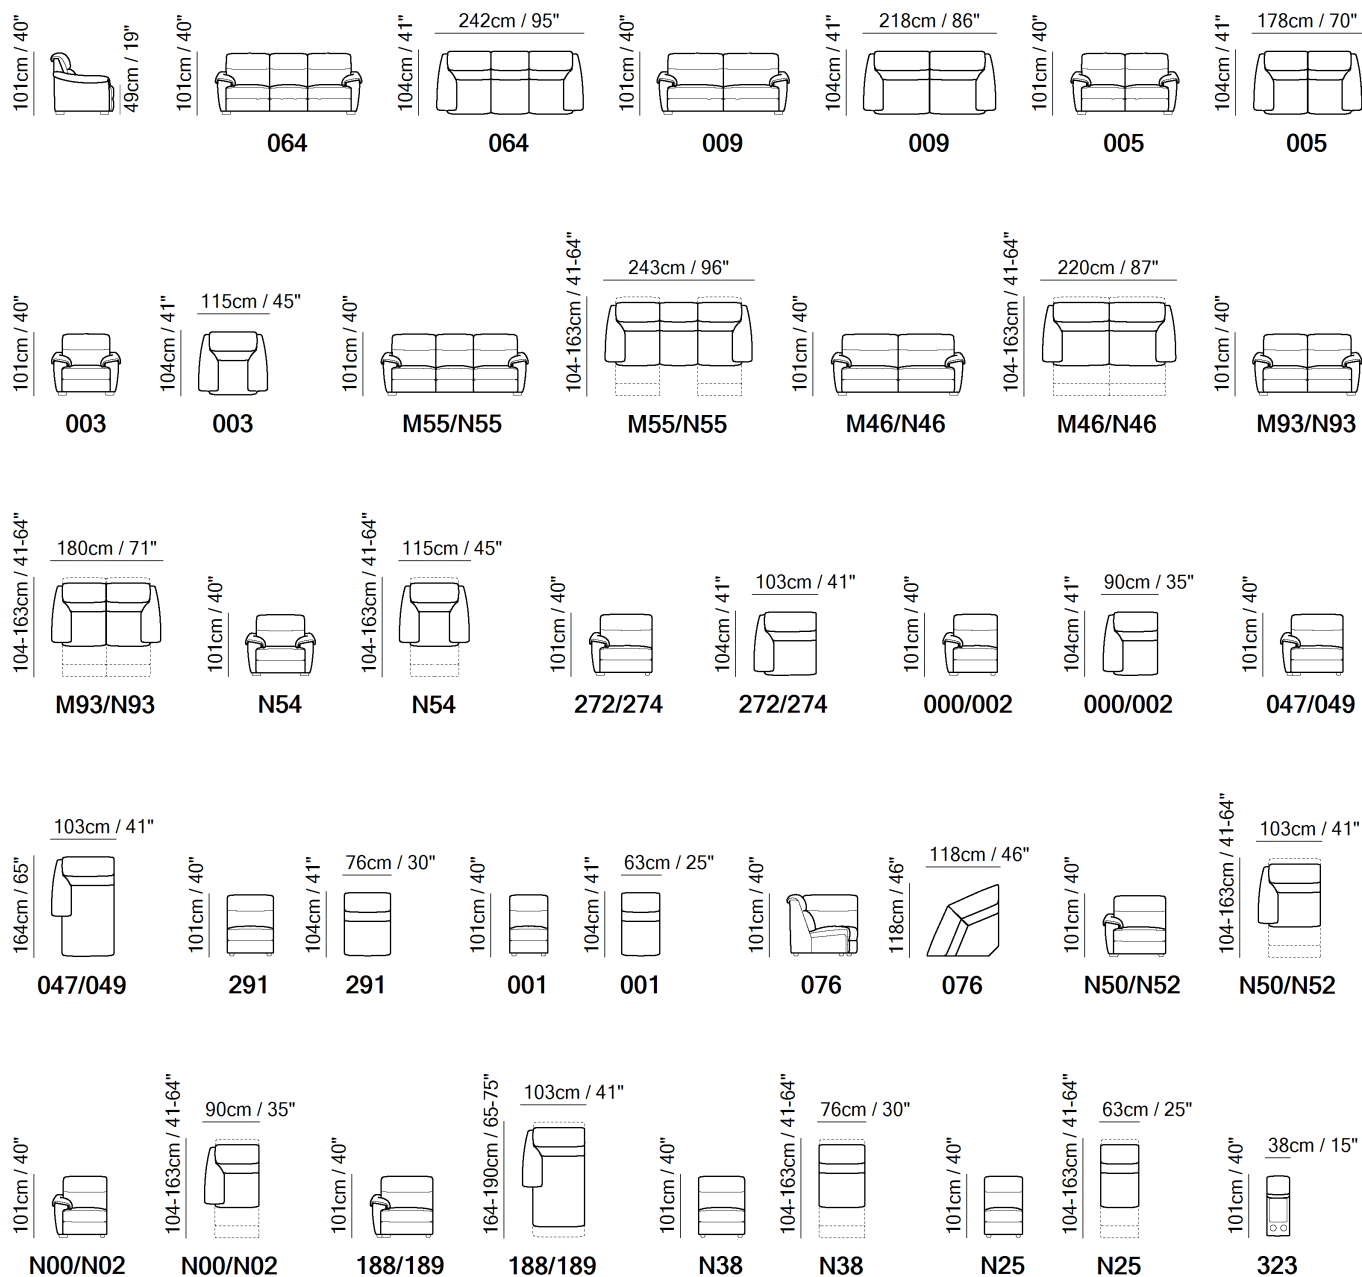 101cm / 40"
49cm / 19"
101cm / 40"
064
104cm / 41"
242cm / 95"
064
101cm / 40"
009
104cm / 41"
218cm / 86"
009
101cm / 40"
005
104cm / 41"
178cm / 70"
005
101cm / 40"
003
104cm / 41"
115cm / 45"
003
101cm / 40"
M55/N55
104-163cm / 41-64"
243cm / 96"
M55/N55
101cm / 40"
M46/N46
104-163cm / 41-64"
220cm / 87"
M46/N46
101cm / 40"
M93/N93
104-163cm / 41-64"
180cm / 71"
M93/N93
101cm / 40"
N54
104-163cm / 41-64"
115cm / 45"
N54
101cm / 40"
272/274
104cm / 41"
103cm / 41"
272/274
101cm / 40"
000/002
104cm / 41"
90cm / 35"
000/002
101cm / 40"
047/049
164cm / 65"
103cm / 41"
047/049
101cm / 40"
291
104cm / 41"
76cm / 30"
291
101cm / 40"
001
104cm / 41"
63cm / 25"
001
101cm / 40"
076
118cm / 46"
118cm / 46"
076
101cm / 40"
N50/N52
104-163cm / 41-64"
103cm / 41"
N50/N52
101cm / 40"
N00/N02
104-163cm / 41-64"
90cm / 35"
N00/N02
101cm / 40"
188/189
164-190cm / 65-75"
103cm / 41"
188/189
101cm / 40"
N38
104-163cm / 41-64"
76cm / 30"
N38
101cm / 40"
N25
104-163cm / 41-64"
63cm / 25"
N25
101cm / 40"
38cm / 15"
323